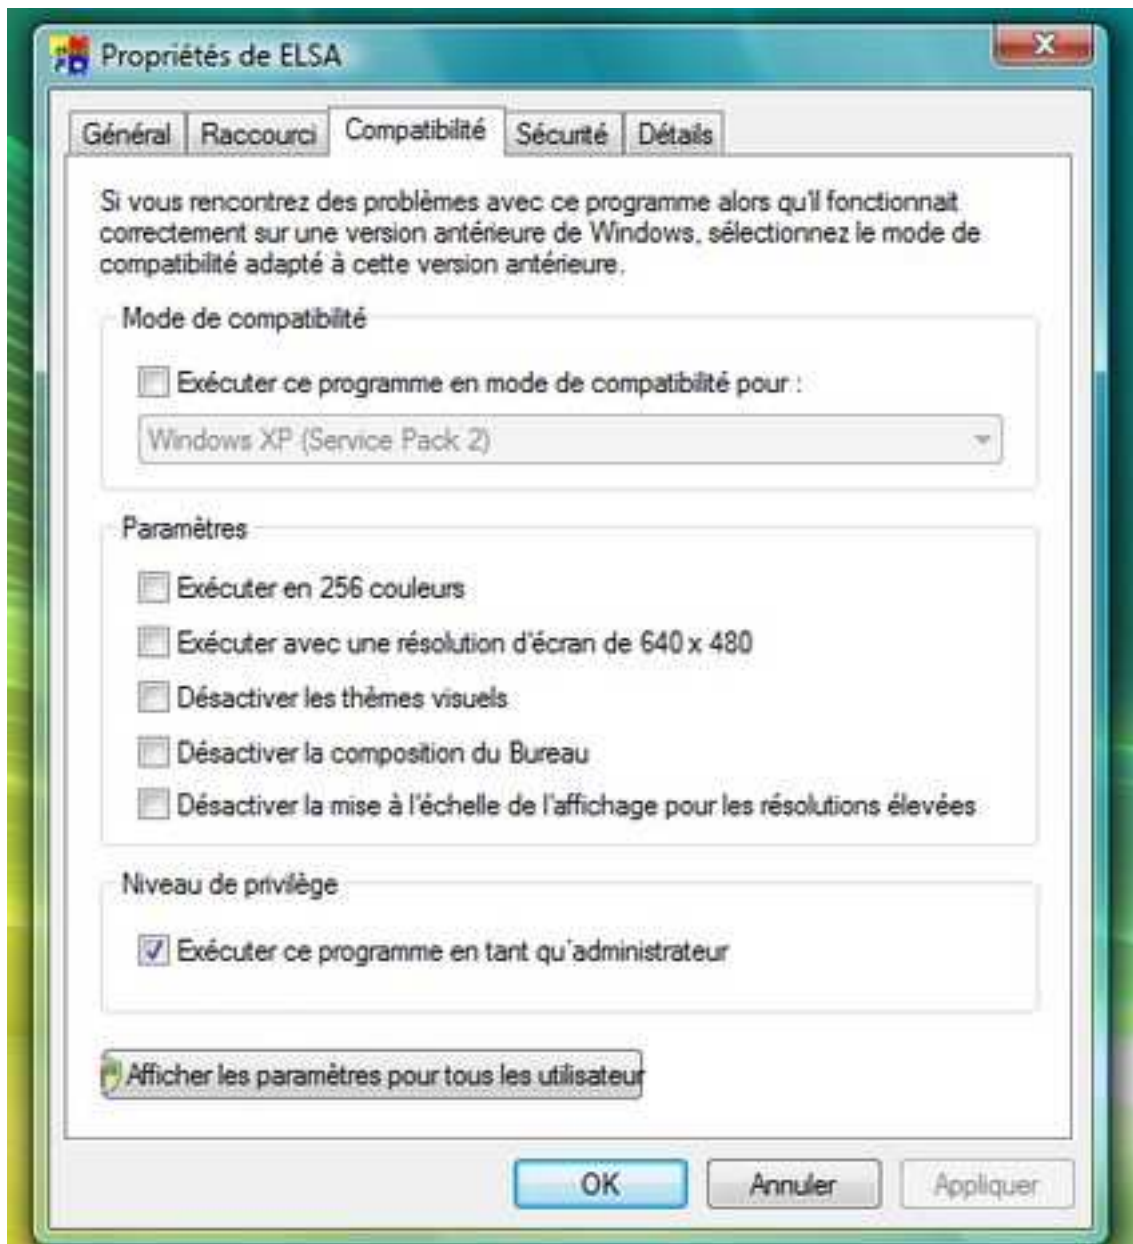 Propriétés de ELSA
Général Raccourci Compatibilité Sécurité Détails
Si vous rencontrez des problèmes avec ce programme alors qu'il fonctionnait
correctement sur une version antérieure de Windows, sélectionnez le mode de
compatibilité adapté à cette version antérieure.
Mode de compatibilité
Exécuter ce programme en mode de compatibilité pour :
Windows XP (Service Pack 2)
Paramètres
Exécuter en 256 couleurs
Exécuter avec une résolution d'écran de 640 x 480
Désactiver les thèmes visuels
Désactiver la composition du Bureau
Désactiver la mise à l'échelle de l'affichage pour les résolutions élevées
Niveau de privilège
Exécuter ce programme en tant qu'administrateur
Afficher les paramètres pour tous les utilisateur
OK Annuler Appliquer